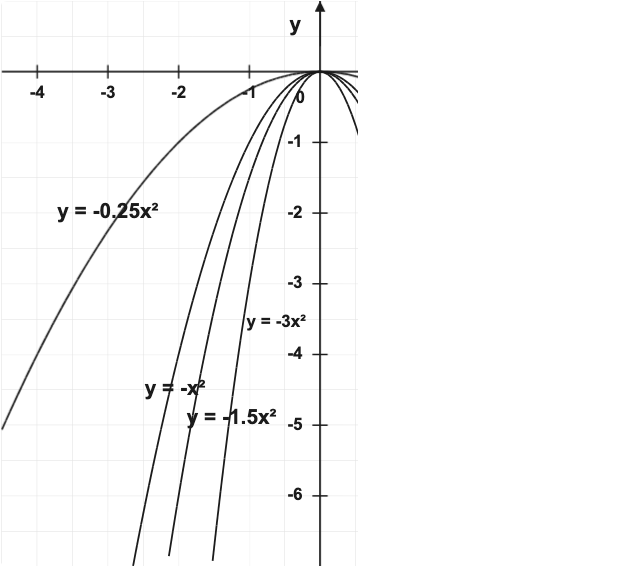 y
-4 -3 -2 -1 0
-1
y = -0.25x²
-2
-3
y = -3x²
-4
y = -x²
y = -1.5x²
-5
-6